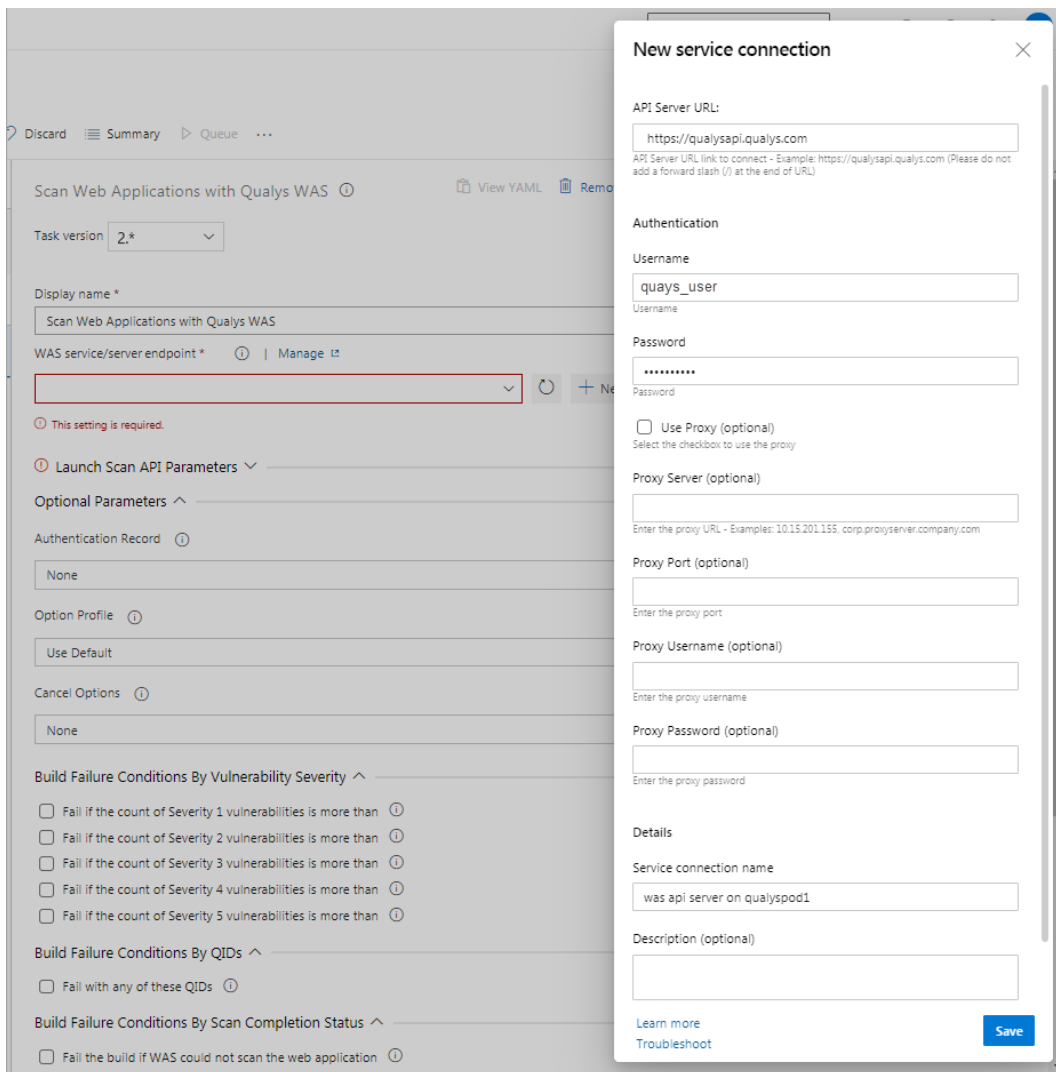 Discard
Summary
Queue
...
Scan Web Applications with Qualys WAS
View YAML
Task version
2.*
Display name *
Scan Web Applications with Qualys WAS
WAS service/server endpoint *
| Manage
This setting is required.
Launch Scan API Parameters
Optional Parameters
Authentication Record
None
Option Profile
Use Default
Cancel Options
None
Build Failure Conditions By Vulnerability Severity
Fail if the count of Severity 1 vulnerabilities is more than
Fail if the count of Severity 2 vulnerabilities is more than
Fail if the count of Severity 3 vulnerabilities is more than
Fail if the count of Severity 4 vulnerabilities is more than
Fail if the count of Severity 5 vulnerabilities is more than
Build Failure Conditions By QIDs
Fail with any of these QIDs
Build Failure Conditions By Scan Completion Status
Fail the build if WAS could not scan the web application
New service connection
API Server URL:
https://qualysapi.qualys.com
API Server URL link to connect - Example: https://qualysapi.qualys.com (Please do not
add a forward slash (/) at the end of URL)
Authentication
Username
quays_user
Username
Password
••••••••••
Password
Use Proxy (optional)
Select the checkbox to use the proxy
Proxy Server (optional)
Enter the proxy URL - Examples: 10.15.201.155, corp.proxyserver.company.com
Proxy Port (optional)
Enter the proxy port
Proxy Username (optional)
Enter the proxy username
Proxy Password (optional)
Enter the proxy password
Details
Service connection name
was api server on qualyspod1
Description (optional)
Learn more
Troubleshoot
Save